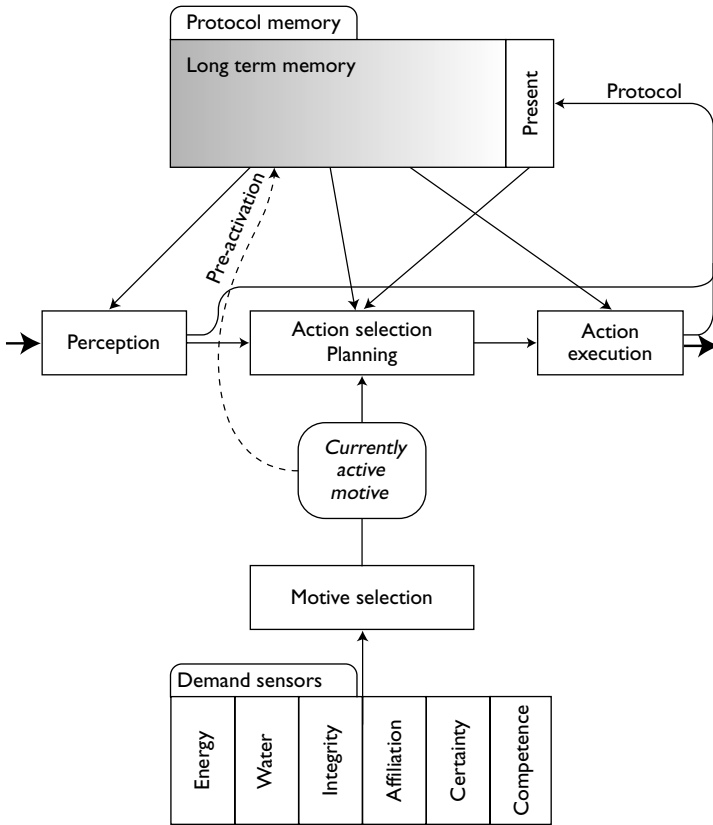 Protocol memory
Long term memory
Present
Protocol
Pre-activation
Perception
Action selection
Planning
Action
execution
Currently
active
motive
Motive selection
Demand sensors
Energy
Water
Integrity
Affiliation
Certainty
Competence